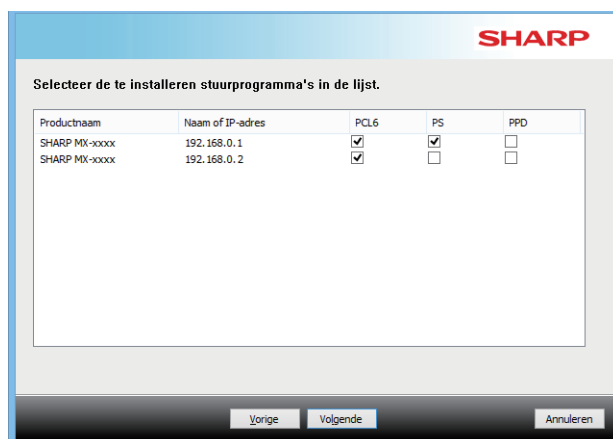 SHARP
Selecteer de te installeren stuurprogramma's in de lijst.
Productnaam Naam of IP-adres PCL6 PS PPD
SHARP MX-xxxx 192.168.0.1
SHARP MX-xxxx 192.168.0.2
Vorige Volgende Annuleren